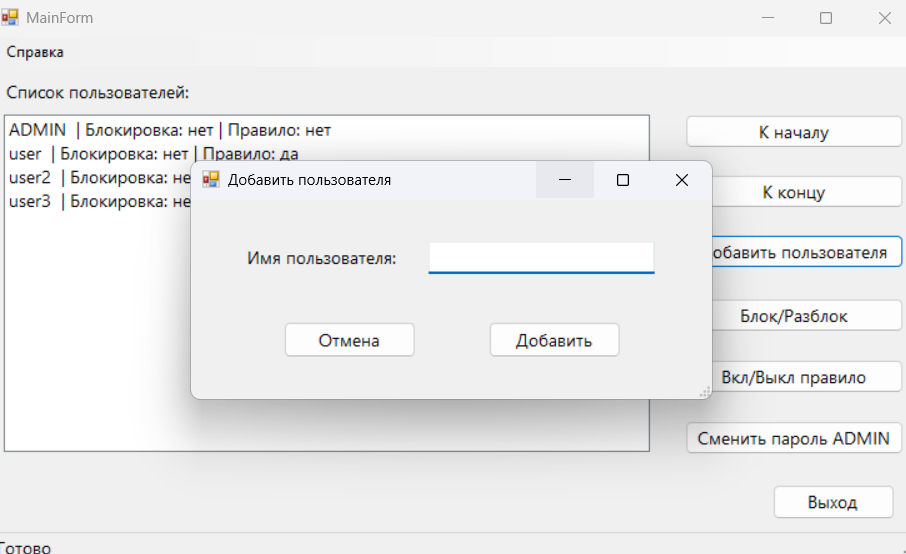 MainForm
Справка
Список пользователей:
ADMIN | Блокировка: нет | Правило: нет
user | Блокировка: нет | Правило: да
user2 | Блокировка: не
user3 | Блокировка: не
Добавить пользователя
Имя пользователя:
Отмена
Добавить
К началу
К концу
обавить пользователя
Блок/Разблок
Вкл/Выкл правило
Сменить пароль ADMIN
Выход
Готово